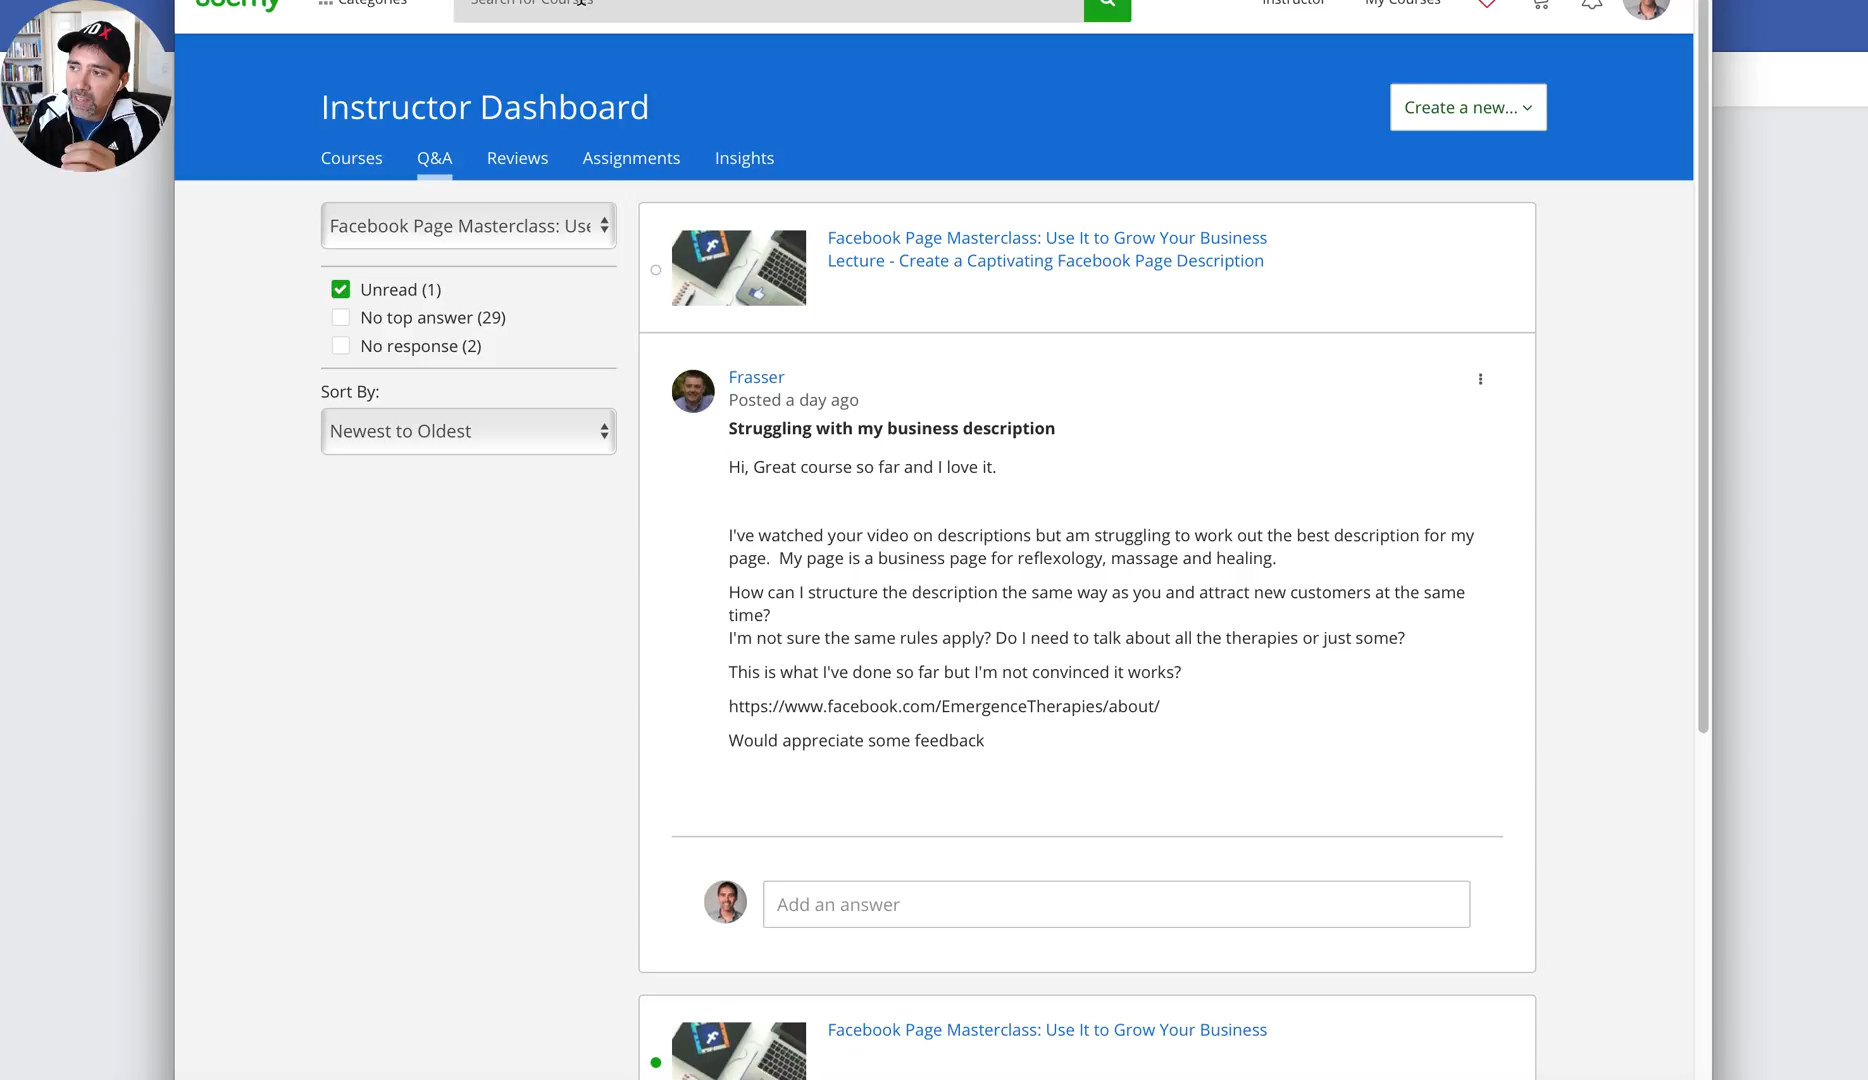 udemy
Categories
Search for Courses
Instructor
My Courses
Instructor Dashboard
Create a new...
Courses
Q&A
Reviews
Assignments
Insights
Facebook Page Masterclass: Use
Unread (1)
No top answer (29)
No response (2)
Sort By:
Newest to Oldest
Facebook Page Masterclass: Use It to Grow Your Business
Lecture - Create a Captivating Facebook Page Description
Frasser
Posted a day ago
Struggling with my business description
Hi, Great course so far and I love it.
I've watched your video on descriptions but am struggling to work out the best description for my
page.  My page is a business page for reflexology, massage and healing.
How can I structure the description the same way as you and attract new customers at the same
time?
I'm not sure the same rules apply? Do I need to talk about all the therapies or just some?
This is what I've done so far but I'm not convinced it works?
https://www.facebook.com/EmergenceTherapies/about/
Would appreciate some feedback
Add an answer
Facebook Page Masterclass: Use It to Grow Your Business